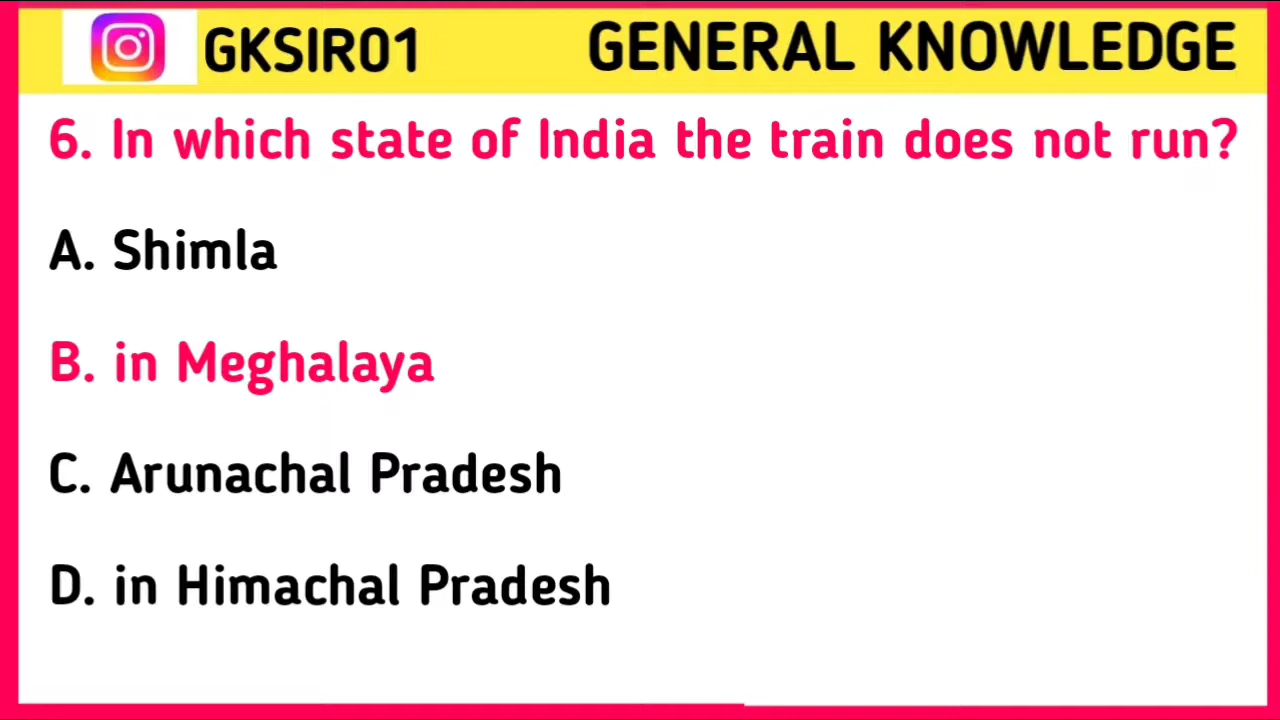 GKSIR01 GENERAL KNOWLEDGE
6. In which state of India the train does not run?
A. Shimla
B. in Meghalaya
C. Arunachal Pradesh
D. in Himachal Pradesh